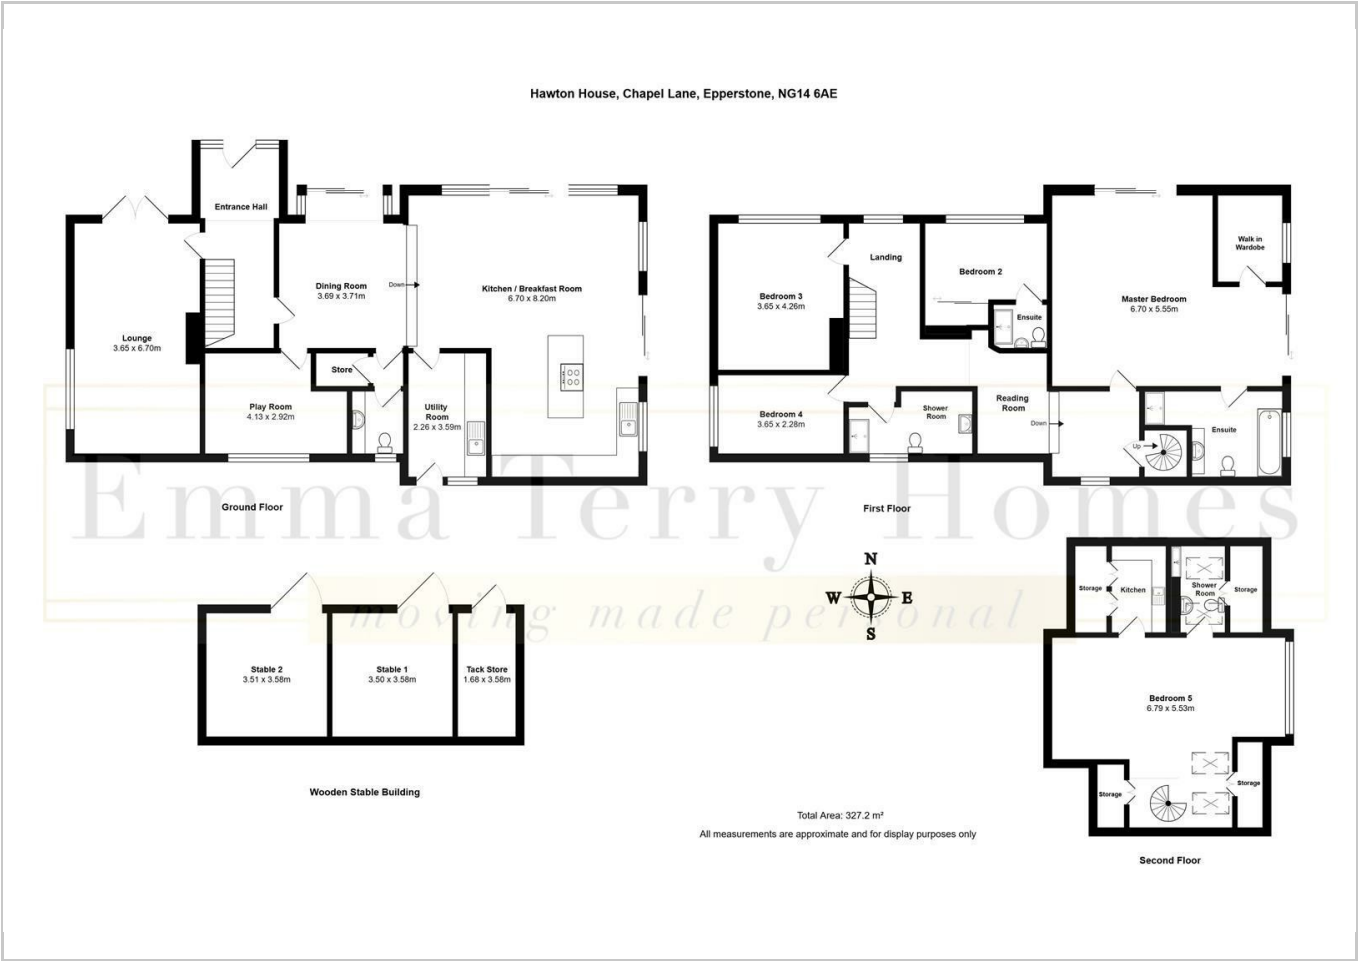 Hawton House, Chapel Lane, Epperstone, NG14 6AE
Entrance Hall
Dining Room
3.69 x 3.71m
Down
Kitchen / Breakfast Room
6.70 x 8.20m
Lounge
3.65 x 6.70m
Store
Play Room
4.13 x 2.92m
Utility
Room
2.26 x 3.59m
Ground Floor
Landing
Bedroom 2
Walk in
Wardobe
Bedroom 3
3.65 x 4.26m
Master Bedroom
6.70 x 5.55m
Ensuite
Reading
Room
Down
Bedroom 4
3.65 x 2.28m
Shower
Room
Up
Ensuite
First Floor
Emma Terry Homes
moving made personal
N
W
E
S
Storage
Kitchen
Shower
Room
Storage
Bedroom 5
6.79 x 5.53m
Storage
Storage
Second Floor
Stable 2
3.51 x 3.58m
Stable 1
3.50 x 3.58m
Tack Store
1.68 x 3.58m
Wooden Stable Building
Total Area: 327.2 m²
All measurements are approximate and for display purposes only